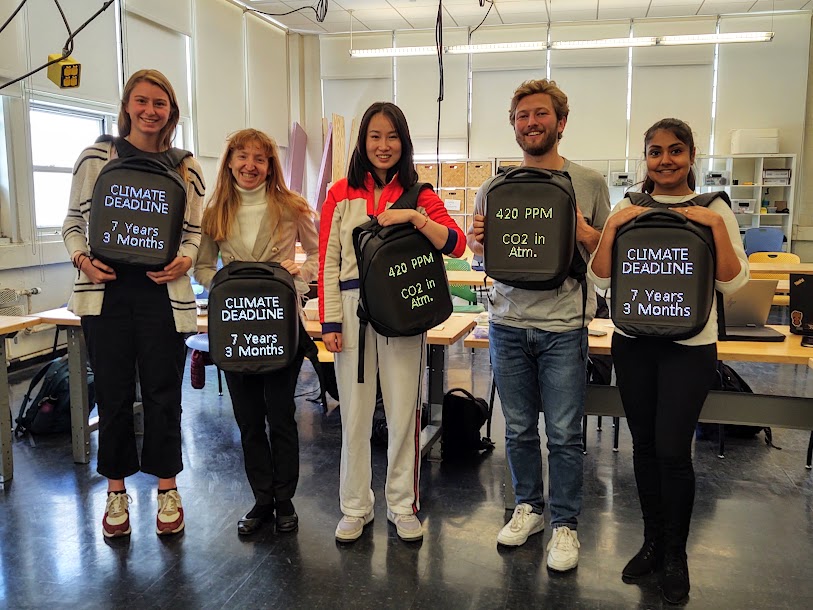 CLIMATE
DEADLINE
7 Years
3 Months
CLIMATE
DEADLINE
7 Years
3 Months
420 PPM
CO2 in
Atm.
420 PPM
CO2 in
Atm.
CLIMATE
DEADLINE
7 Years
3 Months